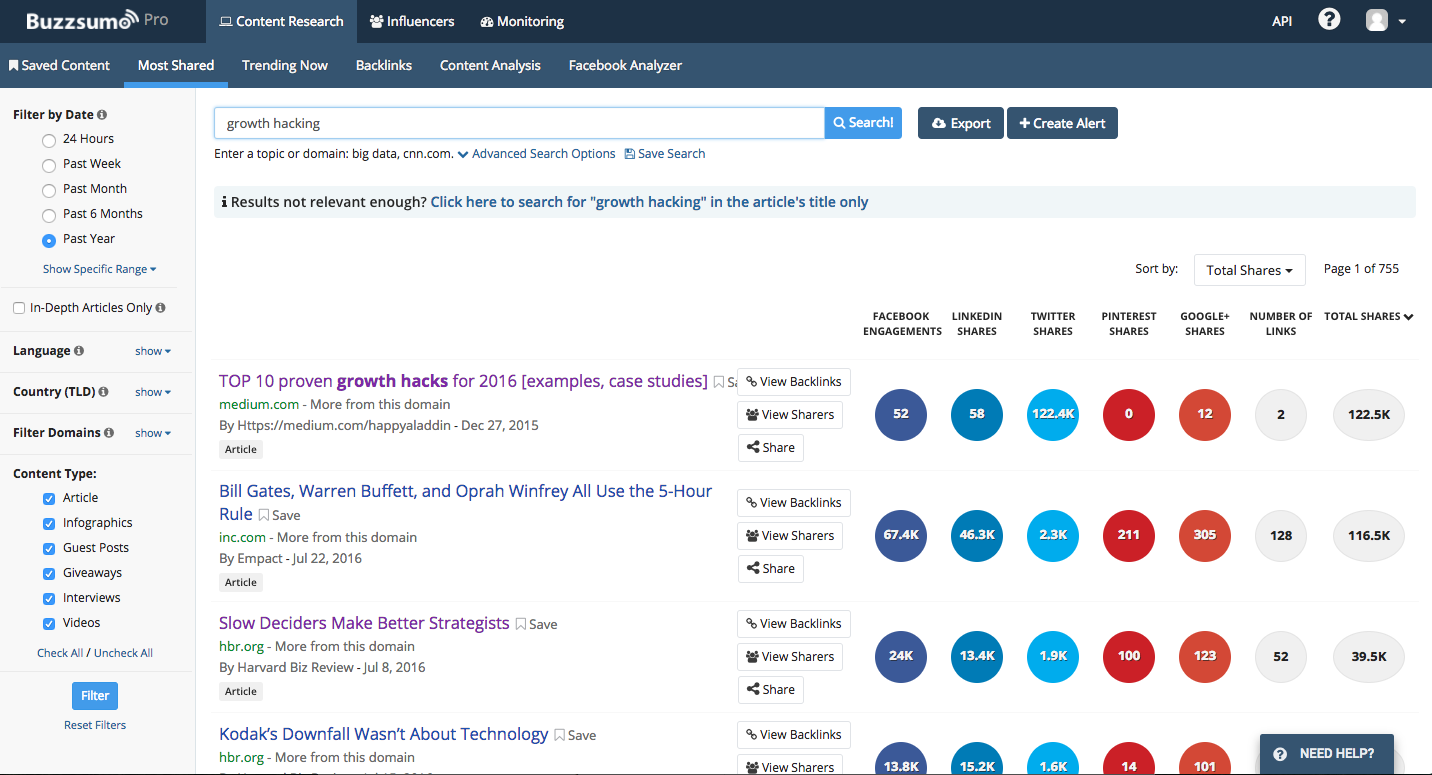 Buzzsumo Pro
Content Research
Influencers
Monitoring
API
?
Saved Content
Most Shared
Trending Now
Backlinks
Content Analysis
Facebook Analyzer
Filter by Date
24 Hours
Past Week
Past Month
Past 6 Months
Past Year
Show Specific Range
In-Depth Articles Only
Language show
Country (TLD) show
Filter Domains show
Content Type:
Article
Infographics
Guest Posts
Giveaways
Interviews
Videos
Check All / Uncheck All
Filter
Reset Filters
growth hacking
Search!
Export
+ Create Alert
Enter a topic or domain: big data, cnn.com. Advanced Search Options Save Search
i Results not relevant enough? Click here to search for "growth hacking" in the article's title only
Sort by: Total Shares Page 1 of 755
FACEBOOK ENGAGEMENTS
LINKEDIN SHARES
TWITTER SHARES
PINTEREST SHARES
GOOGLE+ SHARES
NUMBER OF LINKS
TOTAL SHARES
TOP 10 proven growth hacks for 2016 [examples, case studies]
medium.com - More from this domain
By Https://medium.com/happyaladdin - Dec 27, 2015
Article
View Backlinks
View Sharers
Share
52 58 122.4K 0 12 2 122.5K
Bill Gates, Warren Buffett, and Oprah Winfrey All Use the 5-Hour
Rule Save
inc.com - More from this domain
By Empact - Jul 22, 2016
Article
View Backlinks
View Sharers
Share
67.4K 46.3K 2.3K 211 305 128 116.5K
Slow Deciders Make Better Strategists Save
hbr.org - More from this domain
By Harvard Biz Review - Jul 8, 2016
Article
View Backlinks
View Sharers
Share
24K 13.4K 1.9K 100 123 52 39.5K
Kodak’s Downfall Wasn’t About Technology Save
hbr.org - More from this domain
View Backlinks
View Sharers
13.8K 15.2K 1.6K 14 101
? NEED HELP?